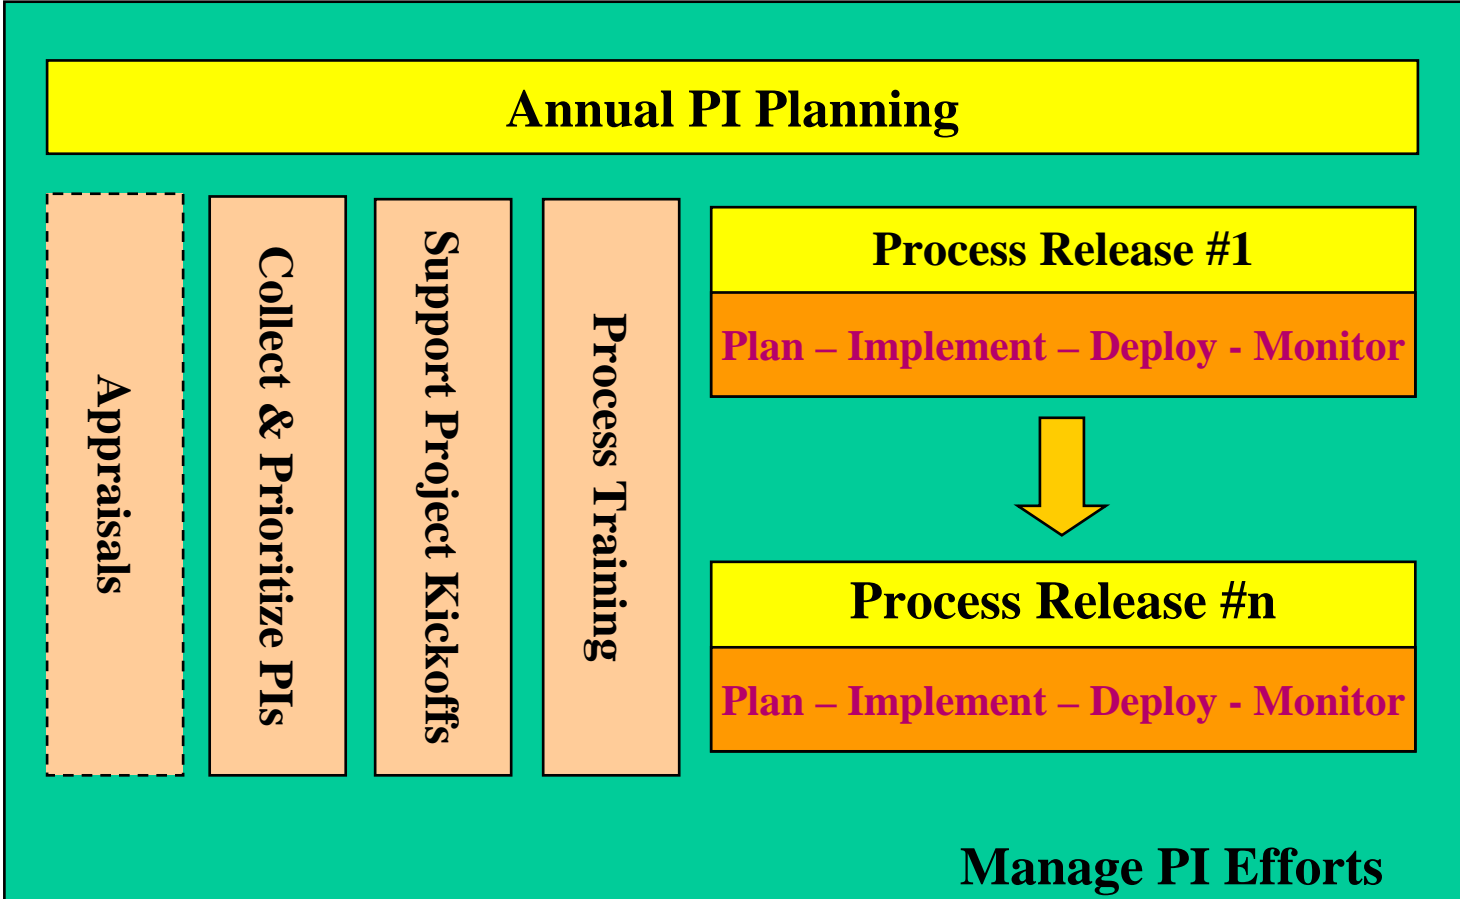 Annual PI Planning
Appraisals
Collect & Prioritize PIs
Support Project Kickoffs
Process Training
Process Release #1
Plan – Implement – Deploy - Monitor
Process Release #n
Plan – Implement – Deploy - Monitor
Manage PI Efforts